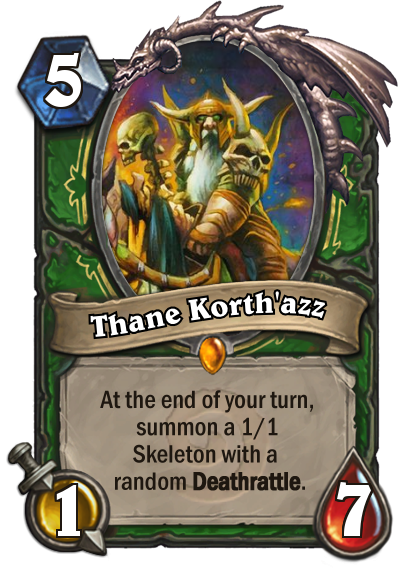 5
Thane Korth'azz
At the end of your turn,
summon a 1/1
Skeleton with a
random Deathrattle.
1
7